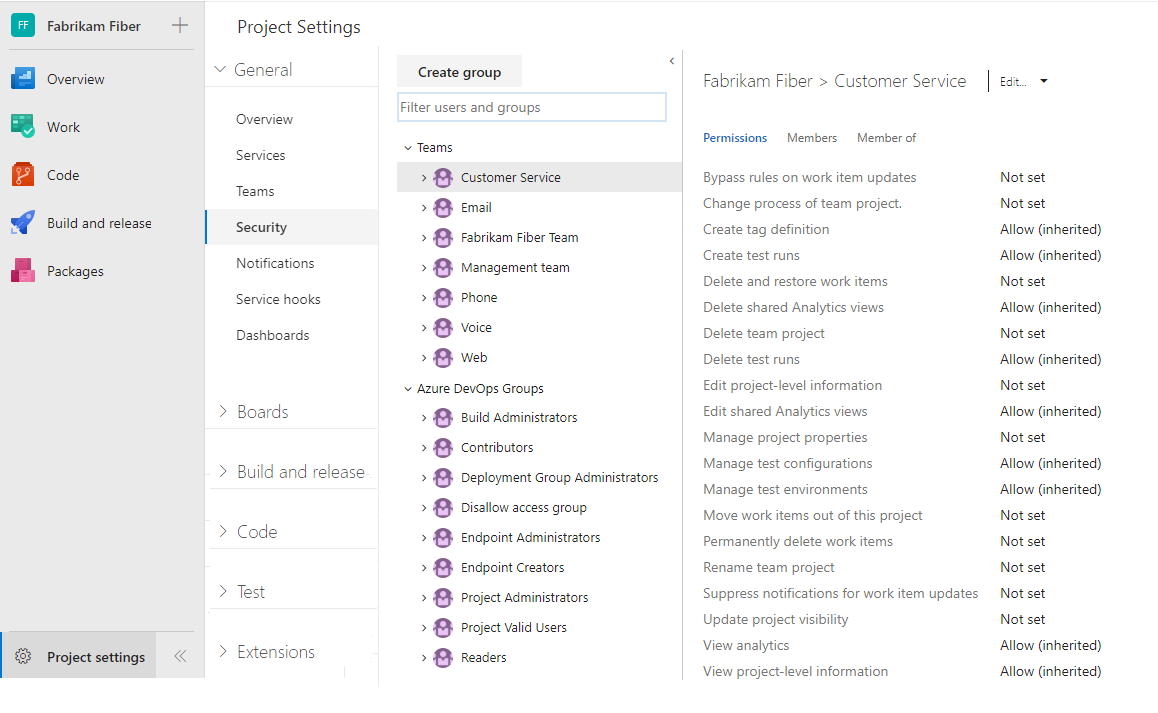 FF Fabrikam Fiber
Overview
Work
Code
Build and release
Packages
Project settings
Project Settings
General
Overview
Services
Teams
Security
Notifications
Service hooks
Dashboards
Boards
Build and release
Code
Test
Extensions
Create group
Filter users and groups
Teams
Customer Service
Email
Fabrikam Fiber Team
Management team
Phone
Voice
Web
Azure DevOps Groups
Build Administrators
Contributors
Deployment Group Administrators
Disallow access group
Endpoint Administrators
Endpoint Creators
Project Administrators
Project Valid Users
Readers
Fabrikam Fiber > Customer Service Edit...
Permissions Members Member of
Bypass rules on work item updates Not set
Change process of team project. Not set
Create tag definition Allow (inherited)
Create test runs Allow (inherited)
Delete and restore work items Not set
Delete shared Analytics views Allow (inherited)
Delete team project Not set
Delete test runs Allow (inherited)
Edit project-level information Not set
Edit shared Analytics views Allow (inherited)
Manage project properties Not set
Manage test configurations Allow (inherited)
Manage test environments Allow (inherited)
Move work items out of this project Not set
Permanently delete work items Not set
Rename team project Not set
Suppress notifications for work item updates Not set
Update project visibility Not set
View analytics Allow (inherited)
View project-level information Allow (inherited)